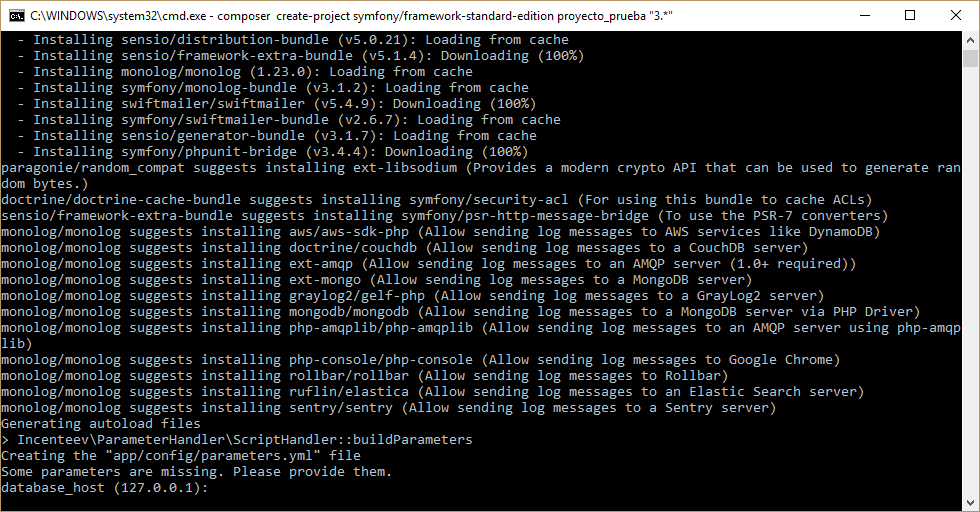 C:\WINDOWS\system32\cmd.exe - composer  create-project symfony/framework-standard-edition proyecto_prueba "3.*"
- Installing sensio/distribution-bundle (v5.0.21): Loading from cache
- Installing sensio/framework-extra-bundle (v5.1.4): Downloading (100%)
- Installing monolog/monolog (1.23.0): Loading from cache
- Installing symfony/monolog-bundle (v3.1.2): Loading from cache
- Installing swiftmailer/swiftmailer (v5.4.9): Downloading (100%)
- Installing symfony/swiftmailer-bundle (v2.6.7): Loading from cache
- Installing sensio/generator-bundle (v3.1.7): Loading from cache
- Installing symfony/phpunit-bridge (v3.4.4): Downloading (100%)
paragonie/random_compat suggests installing ext-libsodium (Provides a modern crypto API that can be used to generate ran
dom bytes.)
doctrine/doctrine-cache-bundle suggests installing symfony/security-acl (For using this bundle to cache ACLs)
sensio/framework-extra-bundle suggests installing symfony/psr-http-message-bridge (To use the PSR-7 converters)
monolog/monolog suggests installing aws/aws-sdk-php (Allow sending log messages to AWS services like DynamoDB)
monolog/monolog suggests installing doctrine/couchdb (Allow sending log messages to a CouchDB server)
monolog/monolog suggests installing ext-amqp (Allow sending log messages to an AMQP server (1.0+ required))
monolog/monolog suggests installing ext-mongo (Allow sending log messages to a MongoDB server)
monolog/monolog suggests installing graylog2/gelf-php (Allow sending log messages to a GrayLog2 server)
monolog/monolog suggests installing mongodb/mongodb (Allow sending log messages to a MongoDB server via PHP Driver)
monolog/monolog suggests installing php-amqplib/php-amqplib (Allow sending log messages to an AMQP server using php-amqp
lib)
monolog/monolog suggests installing php-console/php-console (Allow sending log messages to Google Chrome)
monolog/monolog suggests installing rollbar/rollbar (Allow sending log messages to Rollbar)
monolog/monolog suggests installing ruflin/elastica (Allow sending log messages to an Elastic Search server)
monolog/monolog suggests installing sentry/sentry (Allow sending log messages to a Sentry server)
Generating autoload files
> Incenteev\ParameterHandler\ScriptHandler::buildParameters
Creating the "app/config/parameters.yml" file
Some parameters are missing. Please provide them.
database_host (127.0.0.1):